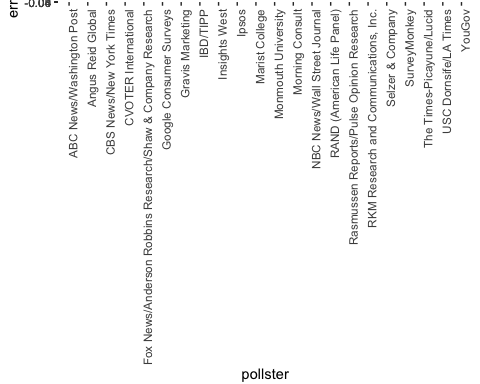 err
ABC News/Washington Post
Angus Reid Global
CBS News/New York Times
CVOTER International
Fox News/Anderson Robbins Research/Shaw & Company Research
Google Consumer Surveys
Gravis Marketing
IBD/TIPP
Insights West
Ipsos
Marist College
Monmouth University
Morning Consult
NBC News/Wall Street Journal
RAND (American Life Panel)
Rasmussen Reports/Pulse Opinion Research
RKM Research and Communications, Inc.
Selzer & Company
SurveyMonkey
The Times-Picayune/Lucid
USC Dornsife/LA Times
YouGov
pollster